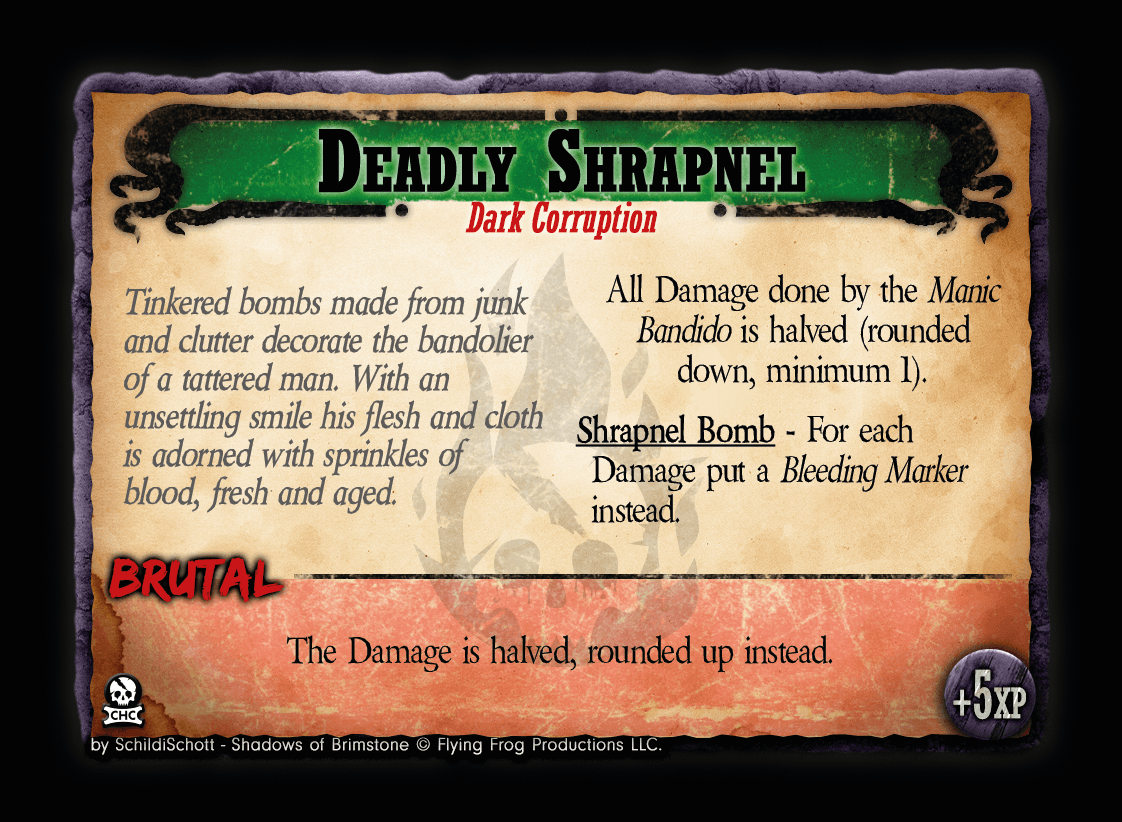 Deadly Shrapnel
Dark Corruption
Tinkered bombs made from junk
and clutter decorate the bandolier
of a tattered man. With an
unsettling smile his flesh and cloth
is adorned with sprinkles of
blood, fresh and aged.
All Damage done by the Manic
Bandido is halved (rounded
down, minimum 1).
Shrapnel Bomb - For each
Damage put a Bleeding Marker
instead.
BRUTAL
The Damage is halved, rounded up instead.
+5XP
CHC
by SchildiSchott - Shadows of Brimstone © Flying Frog Productions LLC.